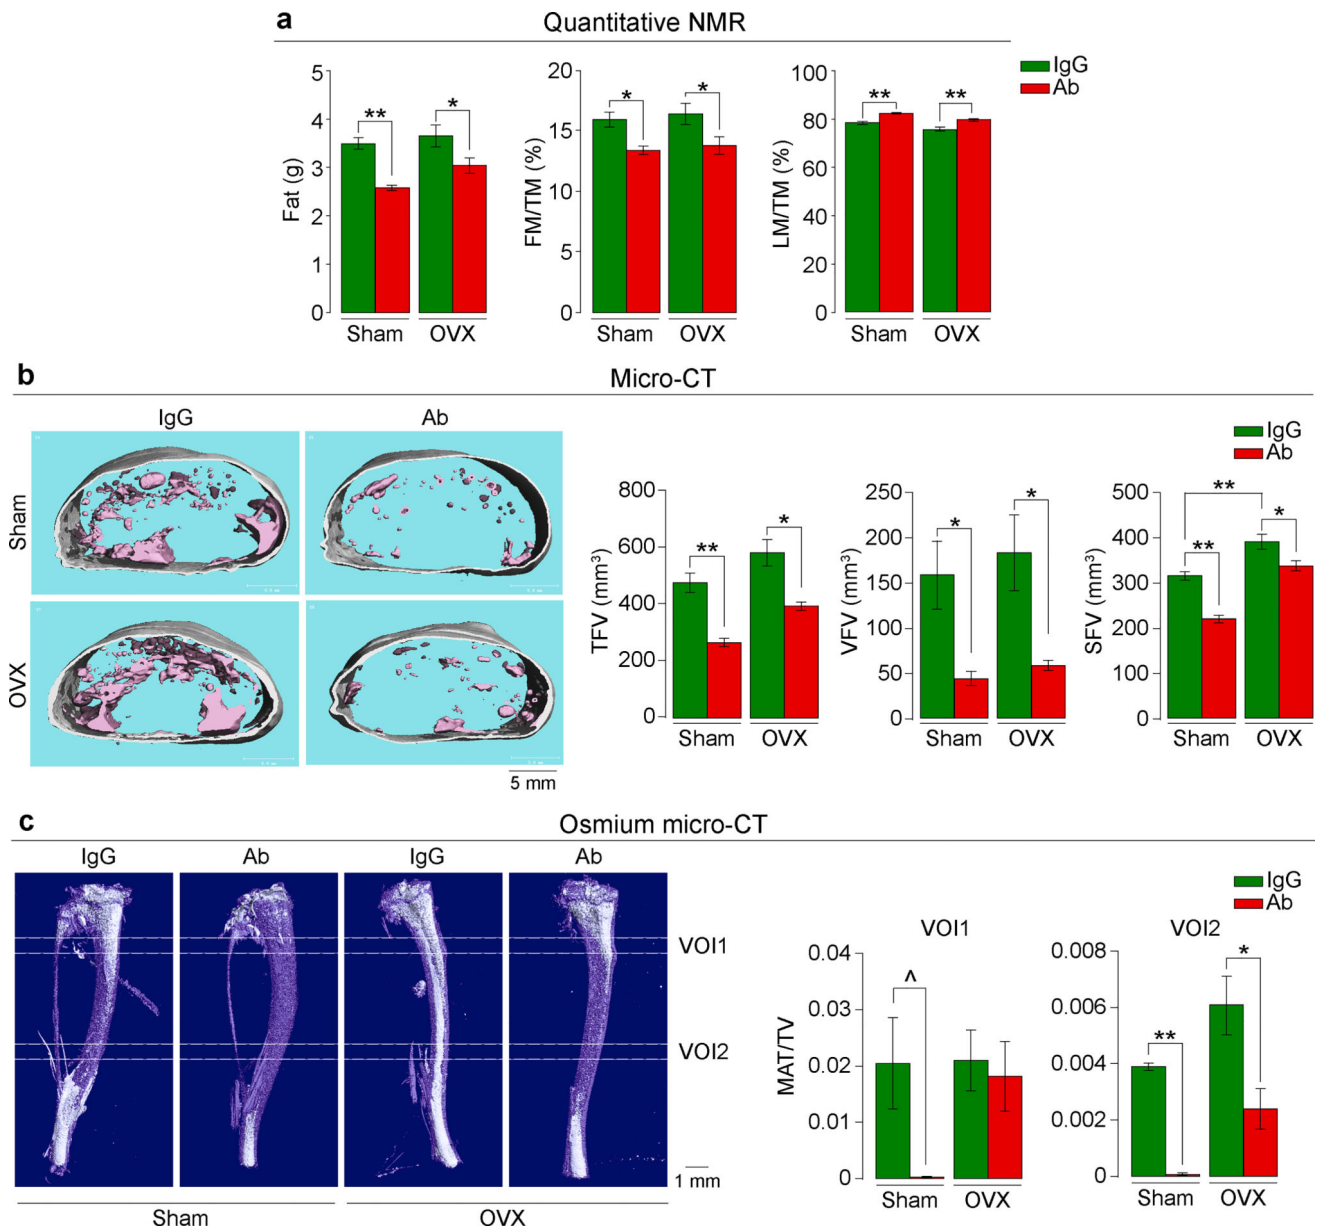 a Quantitative NMR
IgG
Ab
Fat (g)
5
4
3
2
1
0
**
*
Sham OVX
FM/TM (%)
20
15
10
5
0
*
*
Sham OVX
LM/TM (%)
100
80
60
40
20
0
**
**
Sham OVX
b Micro-CT
IgG Ab
Sham
OVX
5 mm
IgG
Ab
TFV (mm³)
800
600
400
200
0
**
*
Sham OVX
VFV (mm³)
250
200
150
100
50
0
*
*
Sham OVX
SFV (mm³)
500
400
300
200
100
0
**
**
*
Sham OVX
c Osmium micro-CT
IgG Ab IgG Ab
VOI1
VOI2
1 mm
Sham OVX
IgG
Ab
VOI1
MAT/TV
0.04
0.03
0.02
0.01
0
^
Sham OVX
VOI2
0.008
0.006
0.004
0.002
0
**
*
Sham OVX